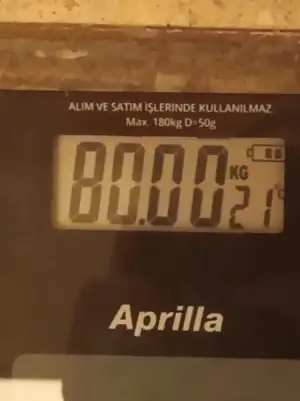 ALIM VE SATIM İŞLERİNDE KULLANILMAZ
Max. 180kg D=50g
80.00 KG
21°C
Aprilla